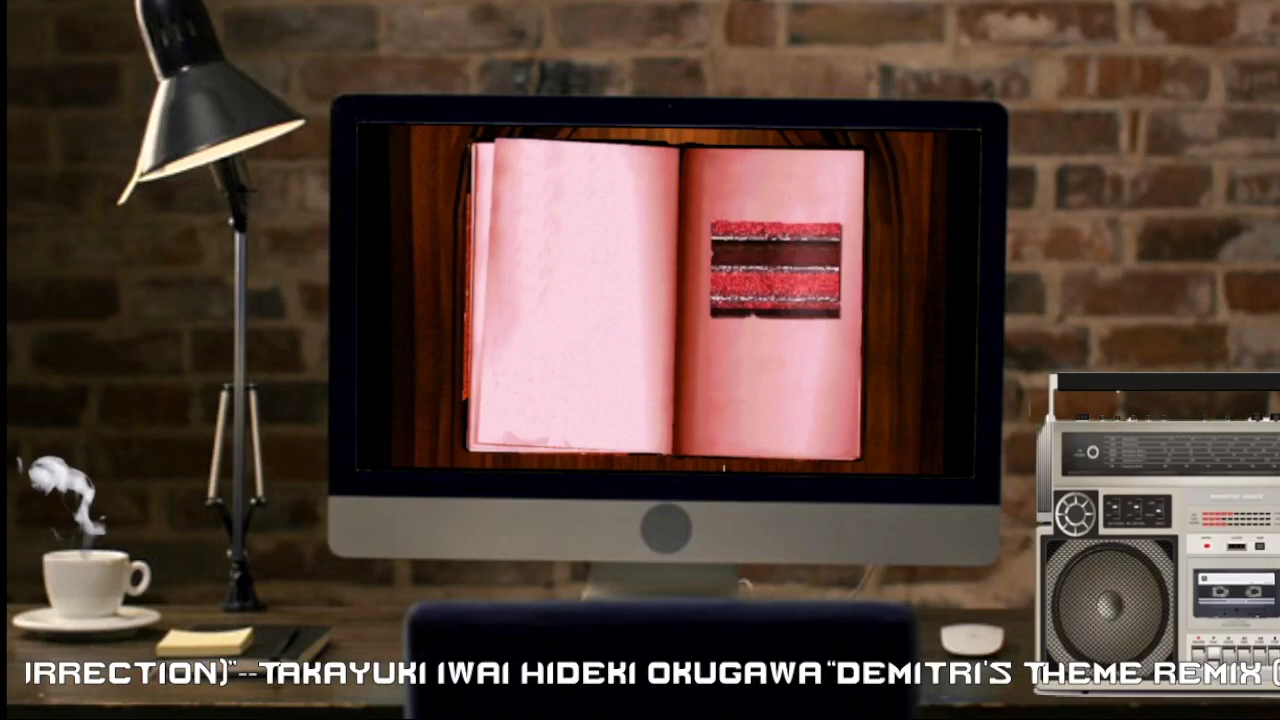 IRRECTION)" -- TAKAYUKI IWAI HIDEKI OKUGAWA "DEMITRI'S THEME REMIX (